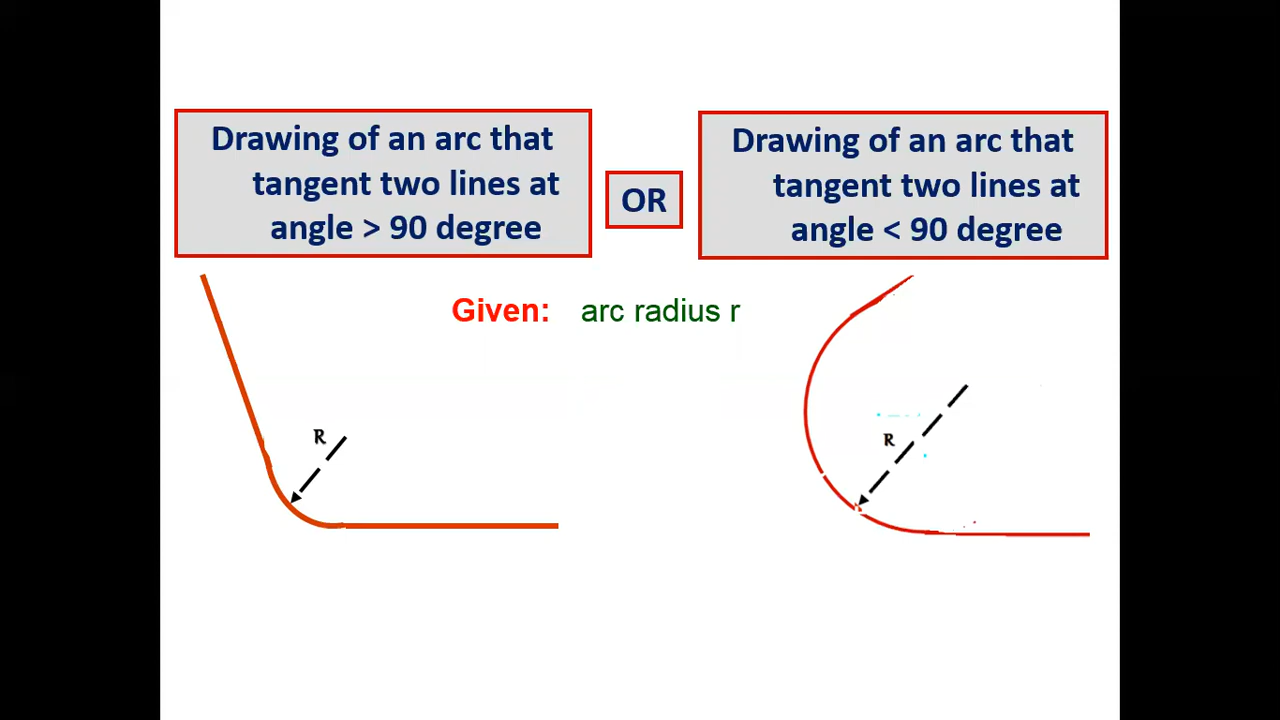 Drawing of an arc that
tangent two lines at
angle > 90 degree
OR
Drawing of an arc that
tangent two lines at
angle < 90 degree
Given: arc radius r
R
R